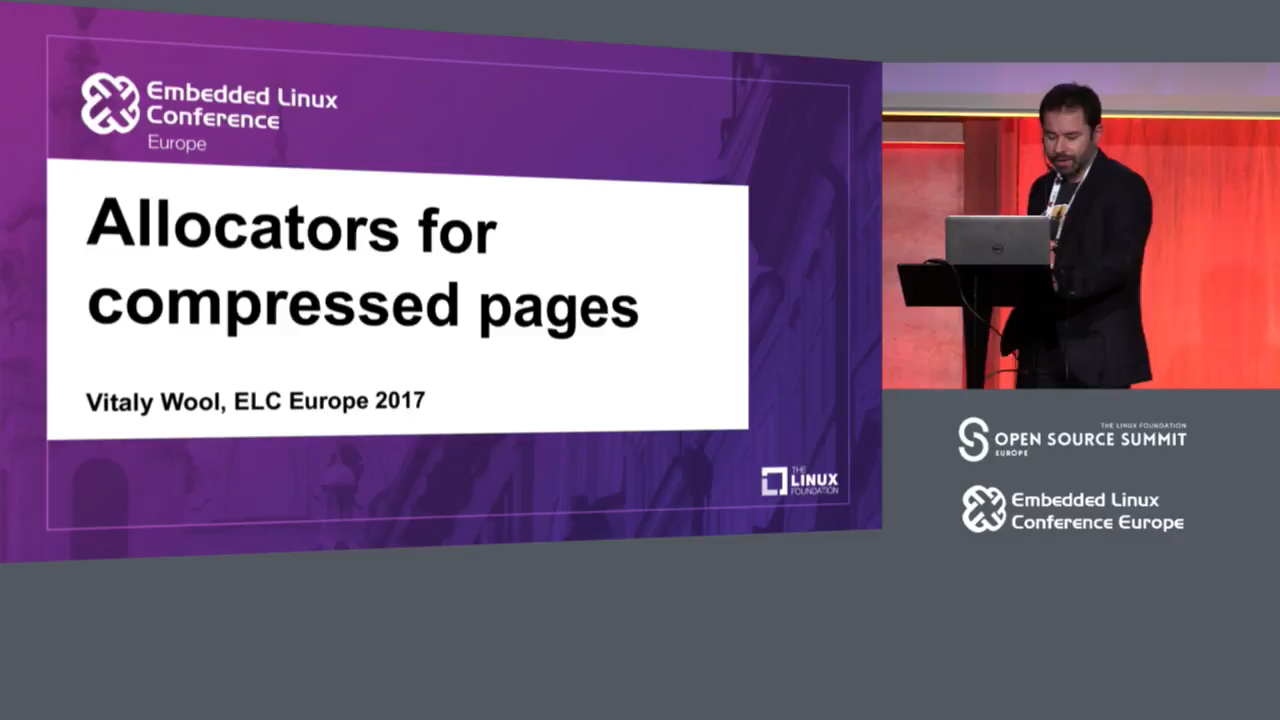 Embedded Linux
Conference
Europe
Allocators for
compressed pages
Vitaly Wool, ELC Europe 2017
THE
LINUX
FOUNDATION
THE LINUX FOUNDATION
OPEN SOURCE SUMMIT
EUROPE
Embedded Linux
Conference Europe